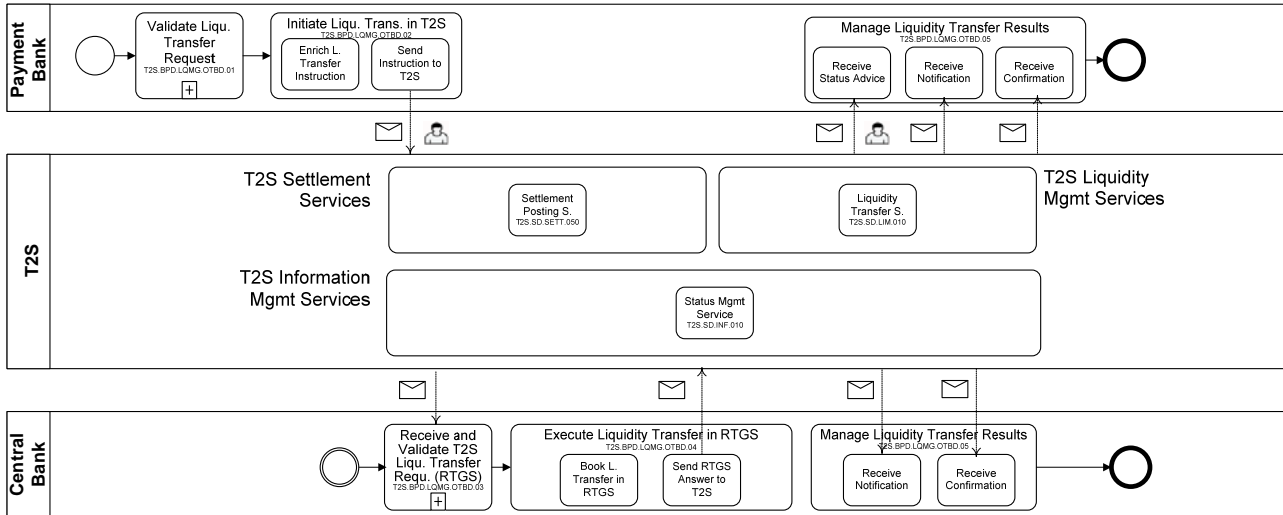 Payment
Bank
Validate Liqu.
Transfer
Request
T2S.BPD.LQMG.OTBD.01
+
Initiate Liqu. Trans. in T2S
T2S.BPD.LQMG.OTBD.02
Enrich L.
Transfer
Instruction
Send
Instruction to
T2S
Manage Liquidity Transfer Results
T2S.BPD.LQMG.OTBD.05
Receive
Status Advice
Receive
Notification
Receive
Confirmation
T2S
T2S Settlement
Services
Settlement
Posting S.
T2S.SD.SETT.050
Liquidity
Transfer S.
T2S.SD.LIM.010
T2S Liquidity
Mgmt Services
T2S Information
Mgmt Services
Status Mgmt
Service
T2S.SD.INF.010
Central
Bank
Receive and
Validate T2S
Liqu. Transfer
Requ. (RTGS)
T2S.BPD.LQMG.OTBD.03
+
Execute Liquidity Transfer in RTGS
T2S.BPD.LQMG.OTBD.04
Book L.
Transfer in
RTGS
Send RTGS
Answer to
T2S
Manage Liquidity Transfer Results
T2S.BPD.LQMG.OTBD.05
Receive
Notification
Receive
Confirmation